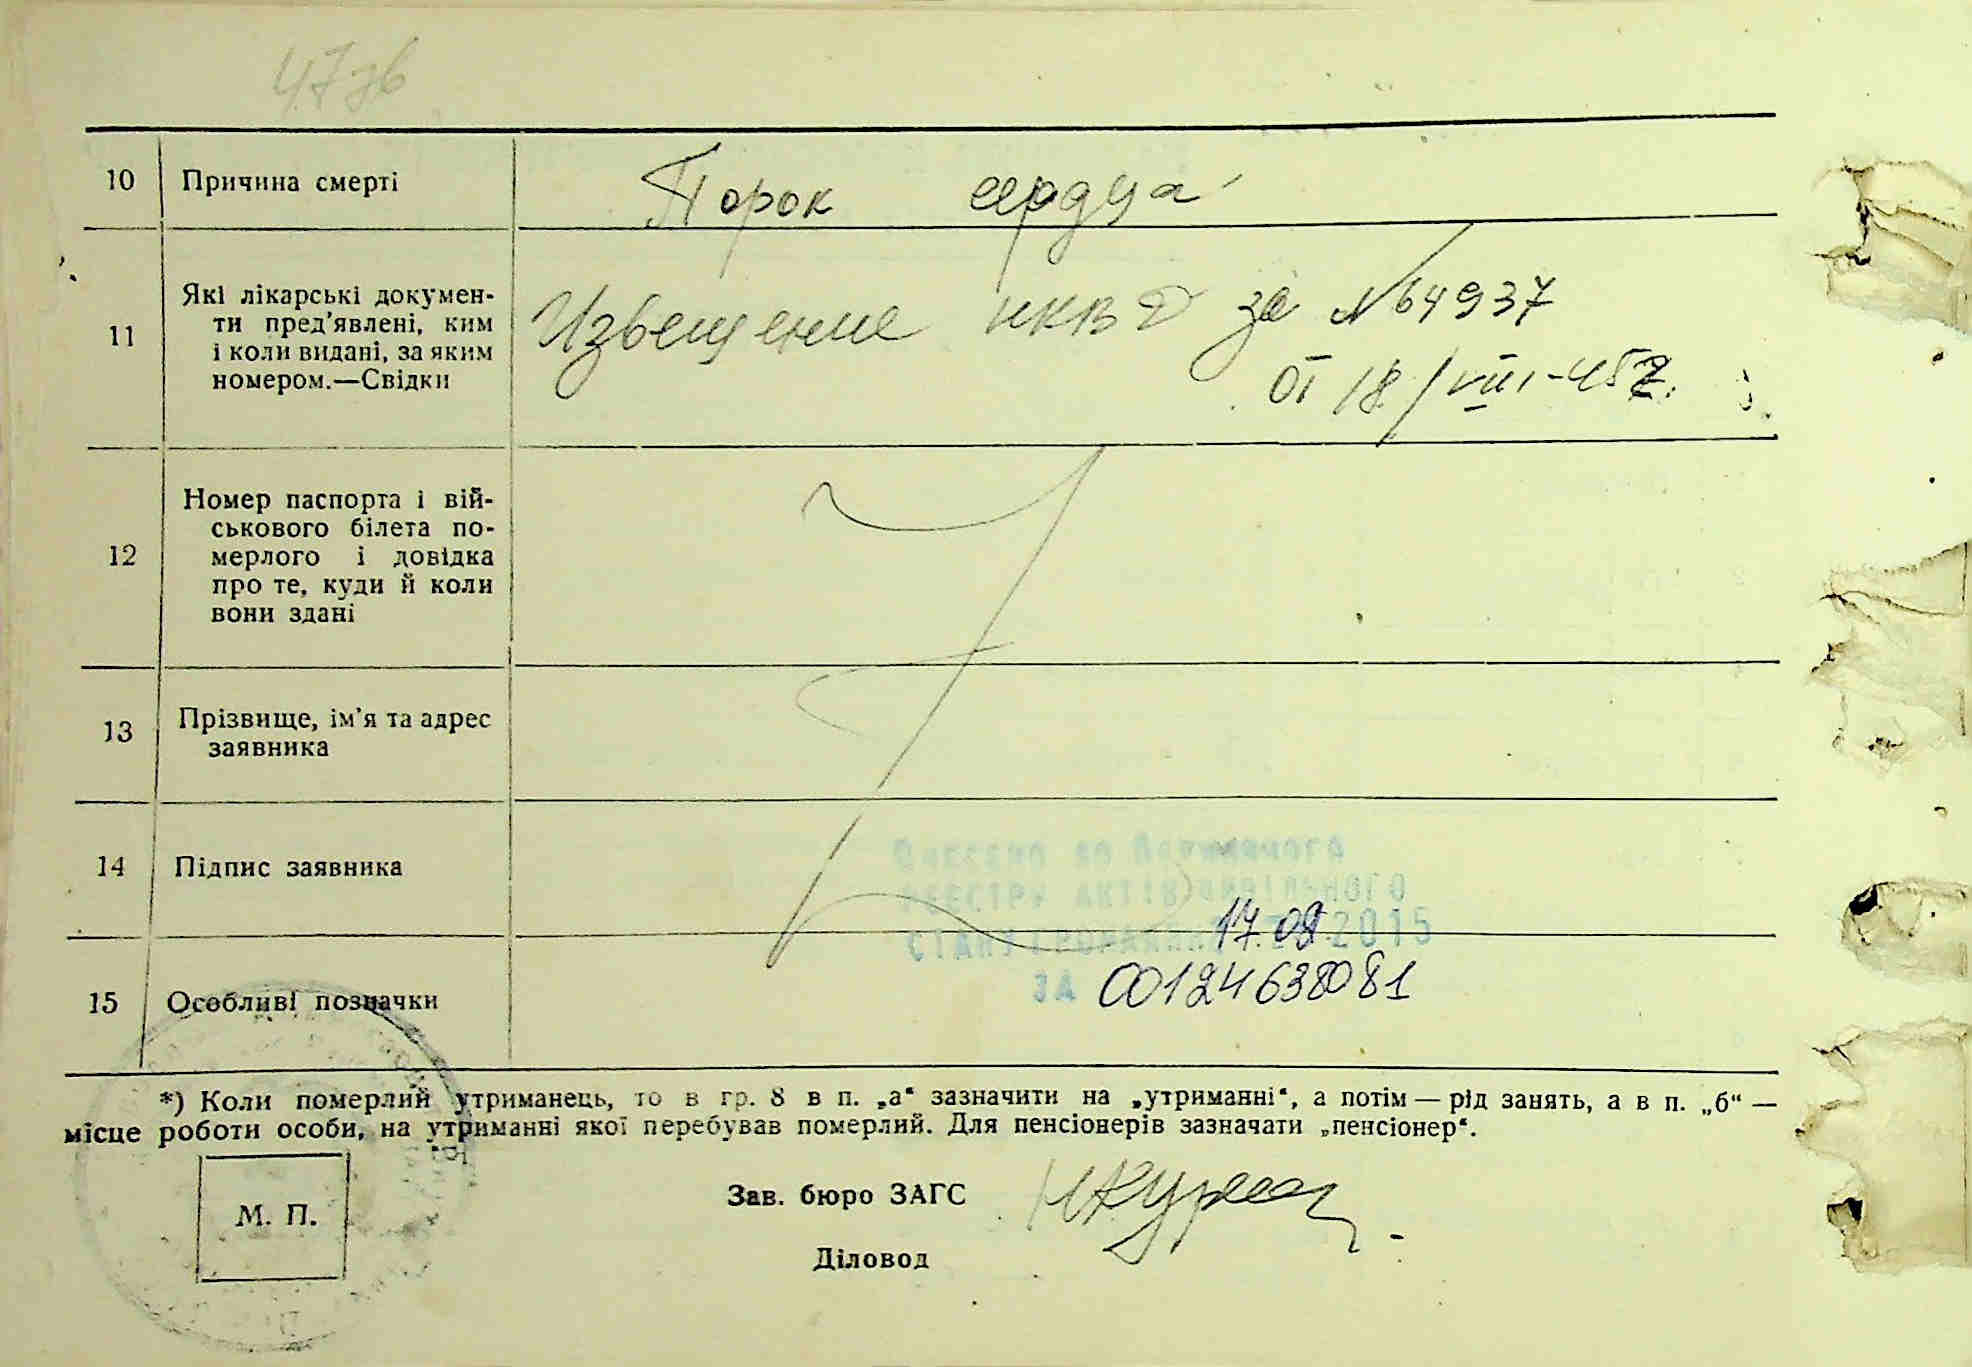 10 Причина смерті Порок сердца
11 Які лікарські докумен-
ти пред'явлені, ким
і коли видані, за яким
номером.—Свідки
Извещение НКВД за №64937
от 18/VIII-45
12 Номер паспорта і вій-
ськового білета по-
мерлого і довідка
про те, куди й коли
вони здані
13 Прізвище, ім'я та адрес
заявника
14 Підпис заявника
Внесено до Державного
РЕЄСТРУ АКТІВ ЦИВІЛЬНОГО
СТАНУ ГРОМАДЯН 17.09.2015
ЗА 00124638081
15 Особливі позначки
*) Коли померлий утриманець, то в гр. 8 в п. „а“ зазначити на „утриманні“, а потім — рід занять, а в п. „б“ —
місце роботи особи, на утриманні якої перебував померлий. Для пенсіонерів зазначати „пенсіонер“.
М. П.
Зав. бюро ЗАГС
Діловод